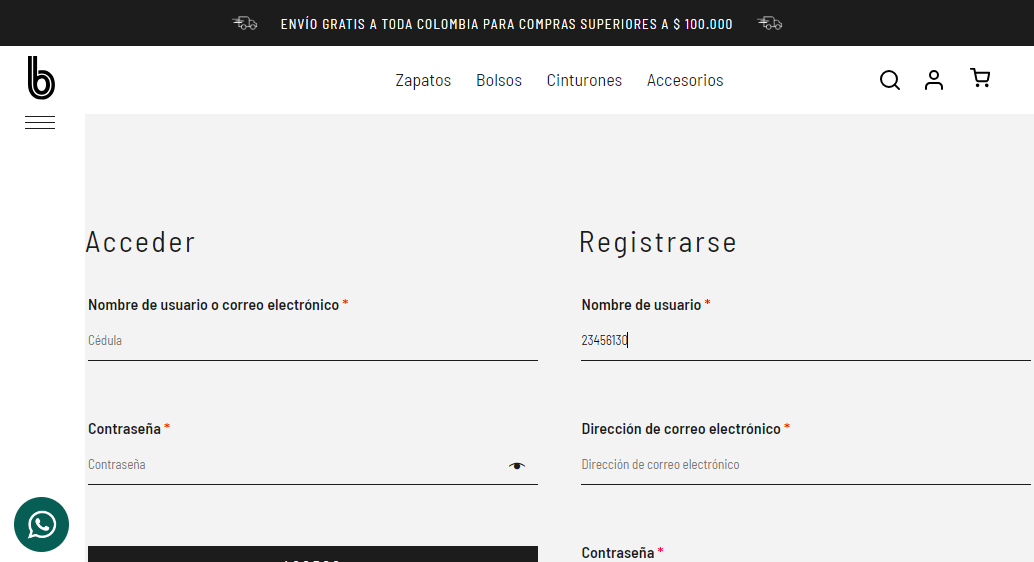 ENVÍO GRATIS A TODA COLOMBIA PARA COMPRAS SUPERIORES A $ 100.000
b
Zapatos Bolsos Cinturones Accesorios
Acceder
Nombre de usuario o correo electrónico *
Cédula
Contraseña *
Contraseña
Registrarse
Nombre de usuario *
23456130
Dirección de correo electrónico *
Dirección de correo electrónico
Contraseña *